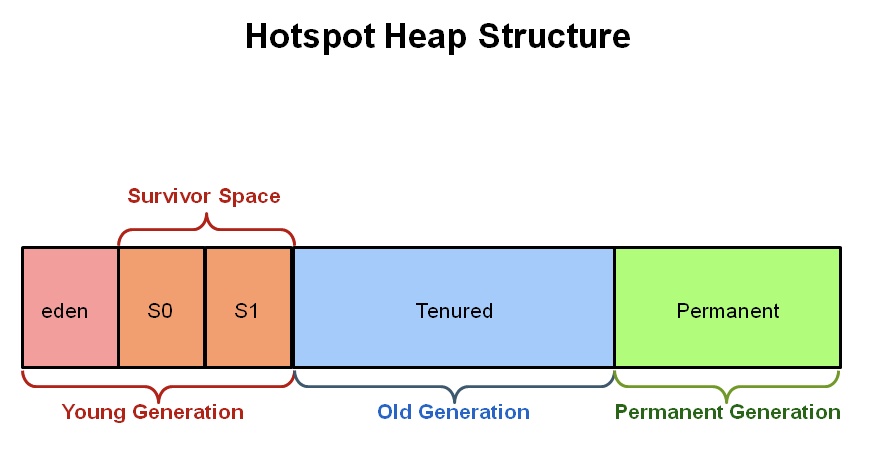 Hotspot Heap Structure
Survivor Space
eden
S0
S1
Tenured
Permanent
Young Generation
Old Generation
Permanent Generation